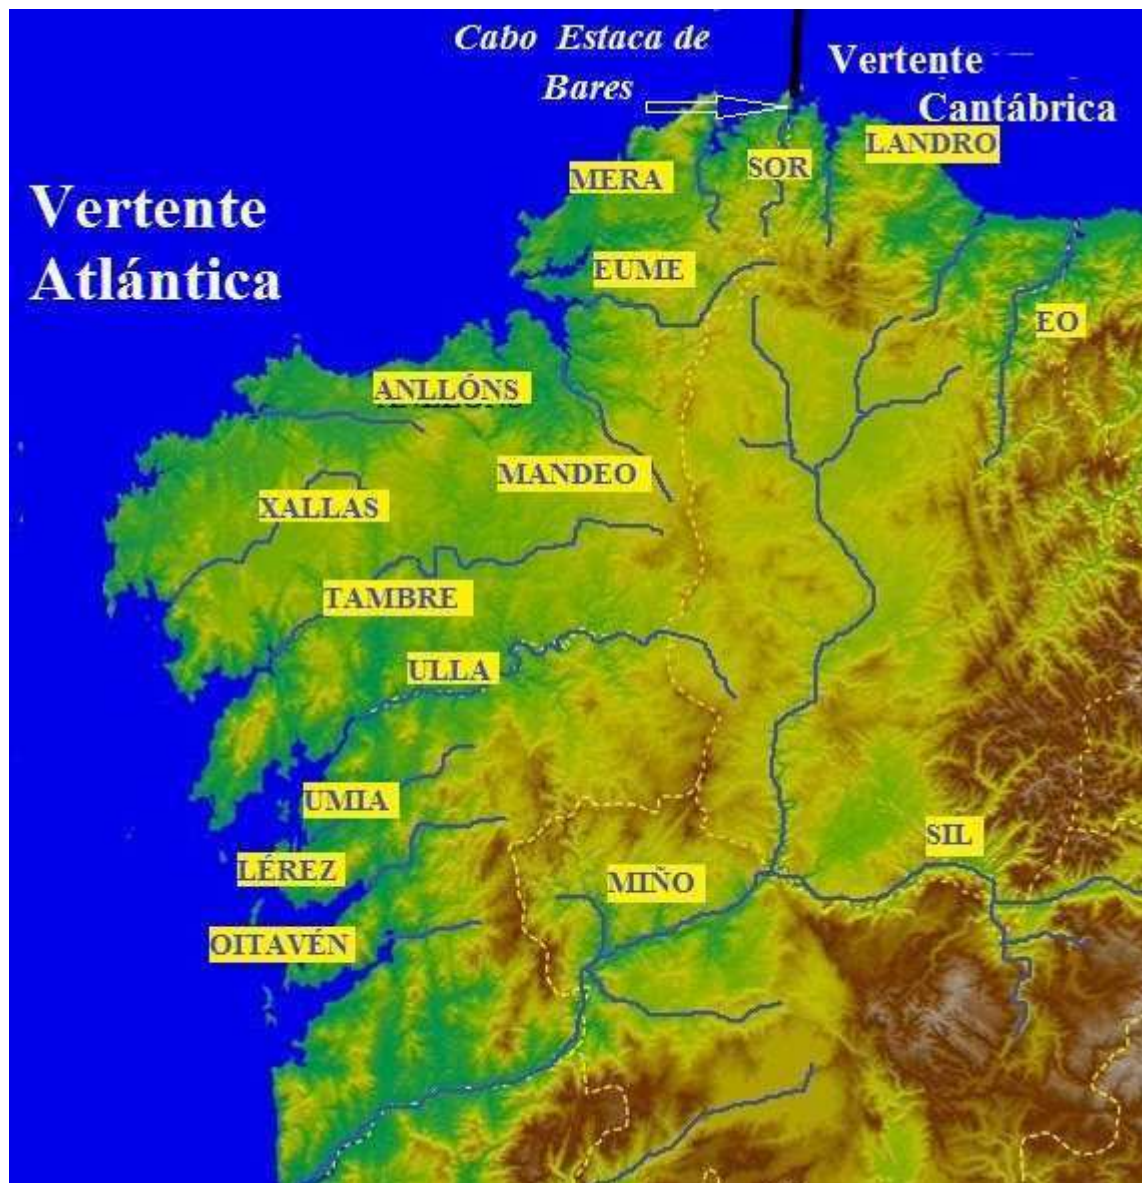 Cabo Estaca de
Bares
Vertente
Cantábrica
LANDRO
SOR
MERA
Vertente
Atlántica
EUME
EO
ANLLÓNS
MANDEO
XALLAS
TAMBRE
ULLA
UMIA
SIL
LÉREZ
MIÑO
OITAVÉN